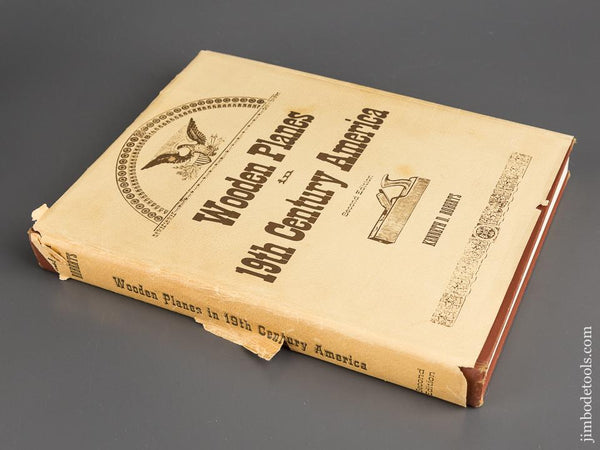 Wooden Planes
in
19th Century America
Second Edition
KENNETH D. ROBERTS
ROBERTS
Wooden Planes in 19th Century America
Second
Edition
jimbodetools.com